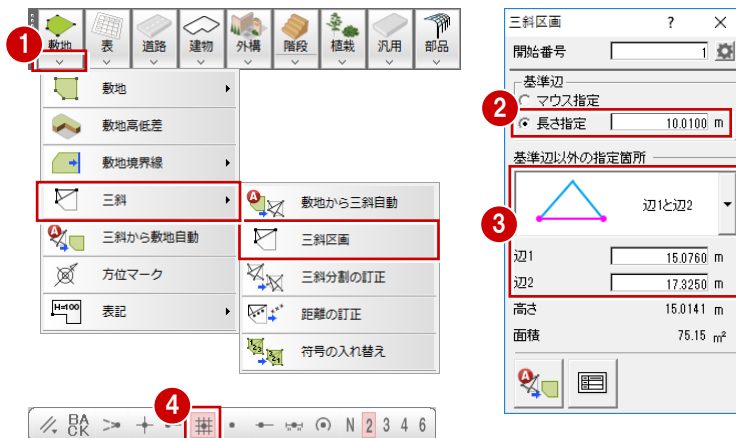 1
敷地 表 道路 建物 外構 階段 植栽 汎用 部品
敷地
敷地高低差
敷地境界線
三斜
三斜から敷地自動
方位マーク
H=100 表記
敷地から三斜自動
三斜区画
三斜分割の訂正
距離の訂正
符号の入れ替え
4
BACK N 2 3 4 6
三斜区画 ? ×
開始番号 1
基準辺
マウス指定
2
長さ指定 10.0100 m
基準辺以外の指定箇所
3
辺1と辺2
辺1 15.0760 m
辺2 17.3250 m
高さ 15.0141 m
面積 75.15 m²